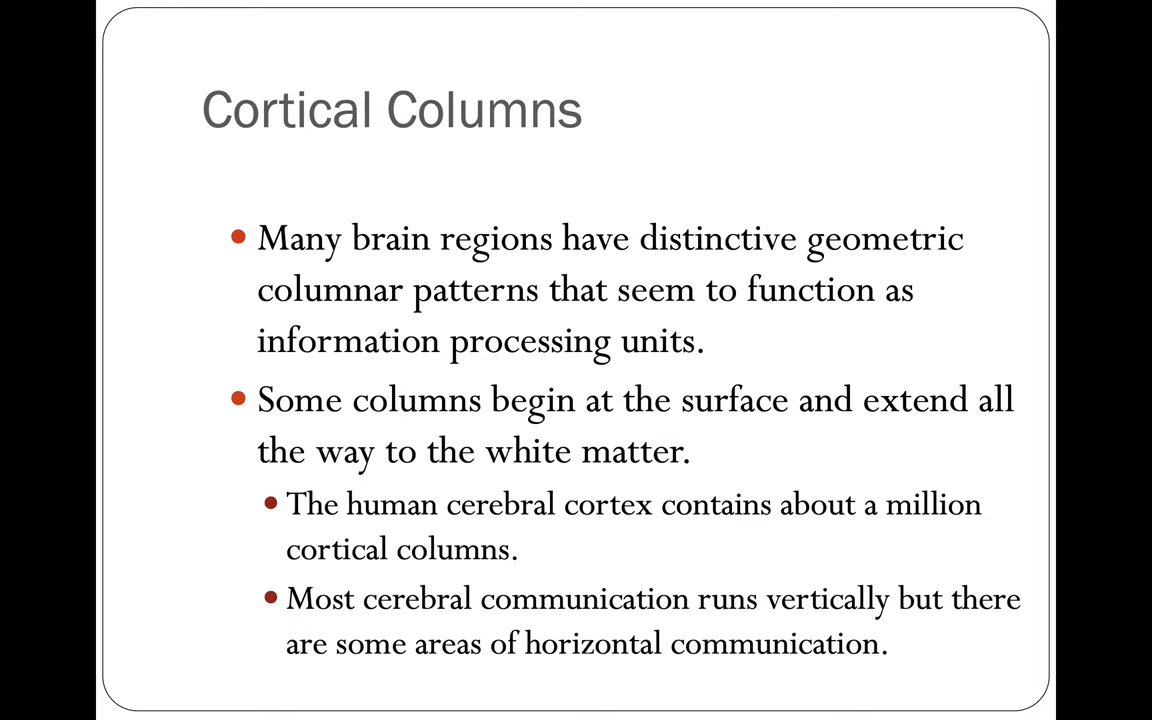 Cortical Columns
Many brain regions have distinctive geometric
columnar patterns that seem to function as
information processing units.
Some columns begin at the surface and extend all
the way to the white matter.
The human cerebral cortex contains about a million
cortical columns.
Most cerebral communication runs vertically but there
are some areas of horizontal communication.